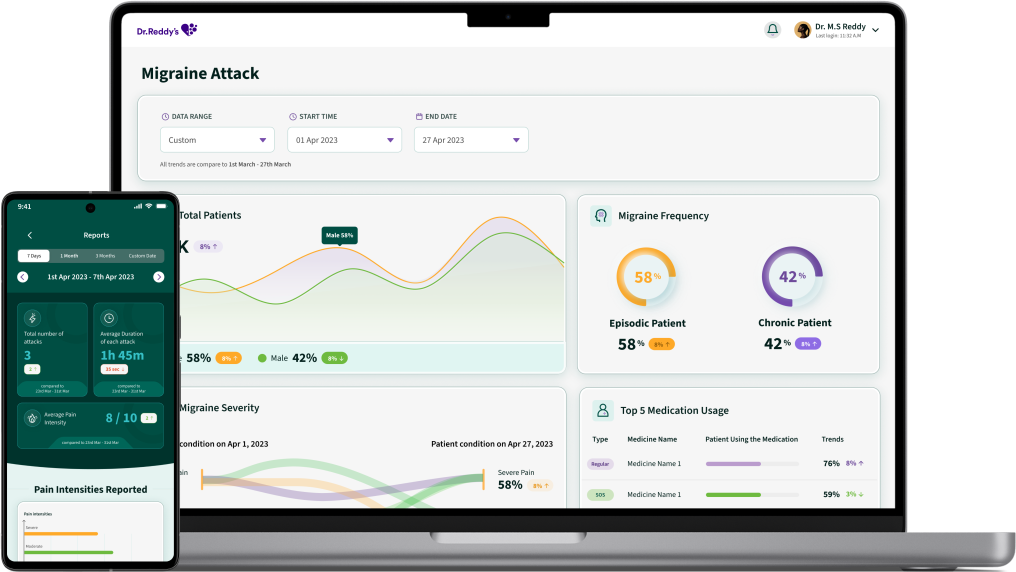 Dr.Reddy's
Dr. M.S Reddy
Last login: 11:32 A.M
Migraine Attack
DATA RANGE
START TIME
END DATE
Custom
01 Apr 2023
27 Apr 2023
All trends are compare to 1st March - 27th March
Total Patients
K
8% ↑
Male 58%
58%
8% ↑
Male
42%
8% ↓
Migraine Frequency
58%
42%
Episodic Patient
Chronic Patient
58%
8% ↑
42%
8% ↑
Migraine Severity
condition on Apr 1, 2023
Patient condition on Apr 27, 2023
Severe Pain
58%
8% ↑
Top 5 Medication Usage
Type
Medicine Name
Patient Using the Medication
Trends
Regular
Medicine Name 1
76%
8% ↑
SOS
Medicine Name 1
59%
3% ↓
9:41
Reports
7 Days
1 Month
3 Months
Custom Date
1st Apr 2023 - 7th Apr 2023
Total number of
attacks
3
2 ↑
compared to
23rd Mar - 31st Mar
Average Duration
of each attack
1h 45m
35 sec ↓
compared to
23rd Mar - 31st Mar
Average Pain
Intensity
8 / 10
2 ↑
compared to 23rd Mar - 31st Mar
Pain Intensities Reported
Pain Intensities
Severe
Moderate